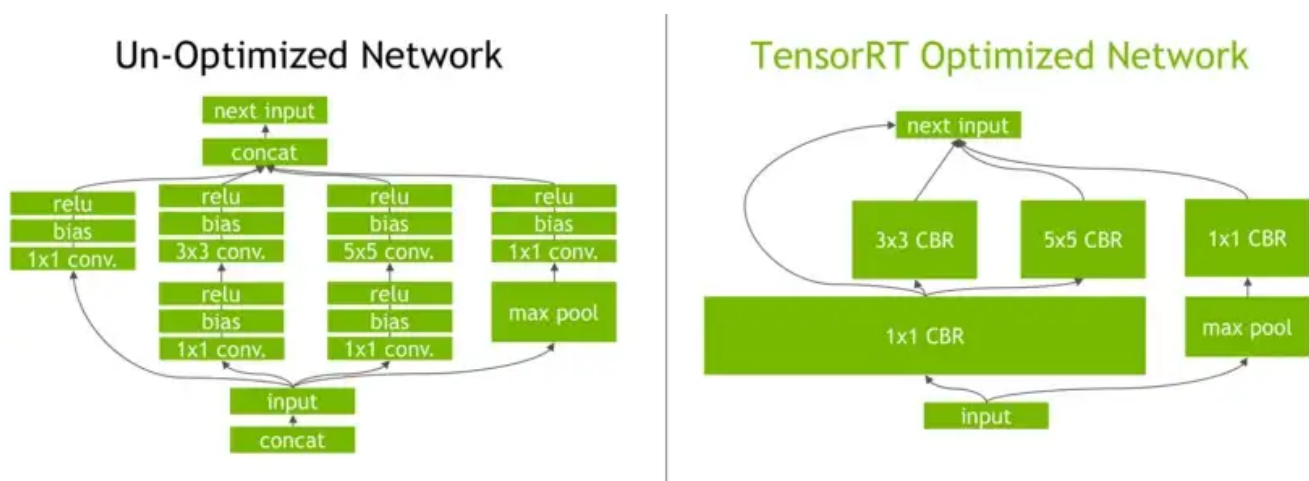 Un-Optimized Network
next input
concat
relu
bias
1x1 conv.
relu
bias
3x3 conv.
relu
bias
1x1 conv.
relu
bias
5x5 conv.
relu
bias
1x1 conv.
relu
bias
1x1 conv.
max pool
input
concat
TensorRT Optimized Network
next input
3x3 CBR
5x5 CBR
1x1 CBR
1x1 CBR
max pool
input